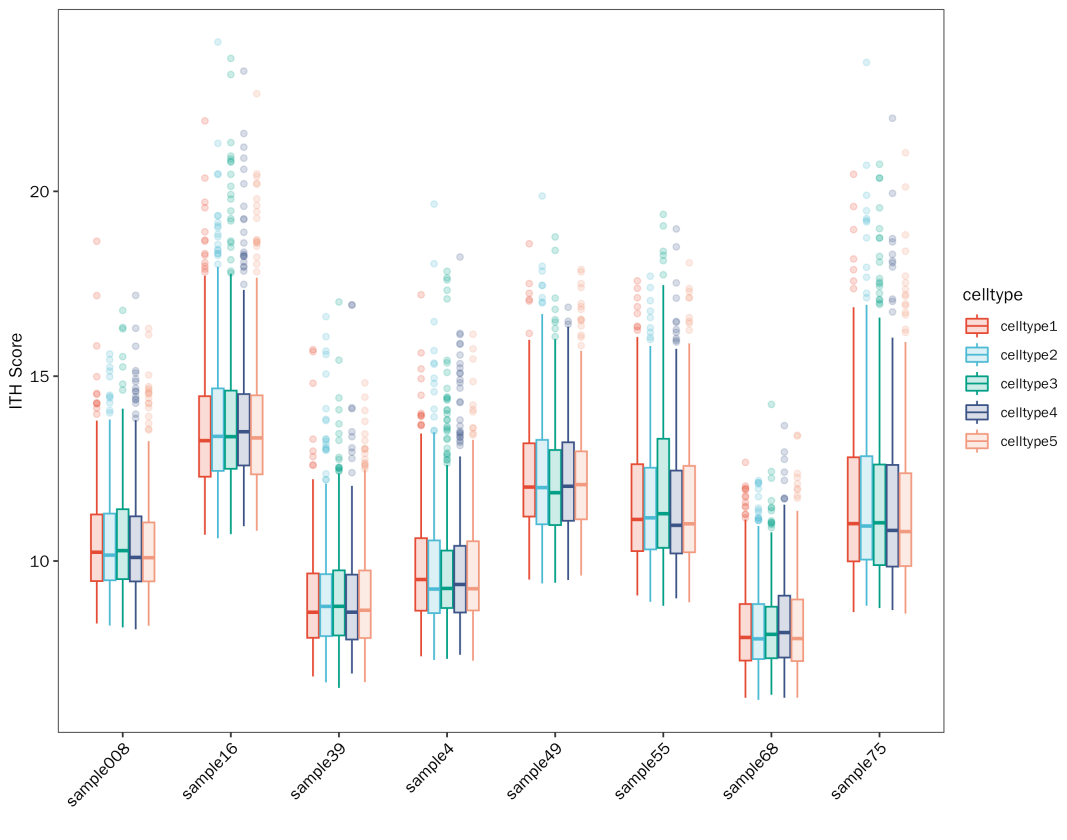 ITH Score
20
15
10
sample008
sample16
sample39
sample4
sample49
sample55
sample68
sample75
celltype
celltype1
celltype2
celltype3
celltype4
celltype5